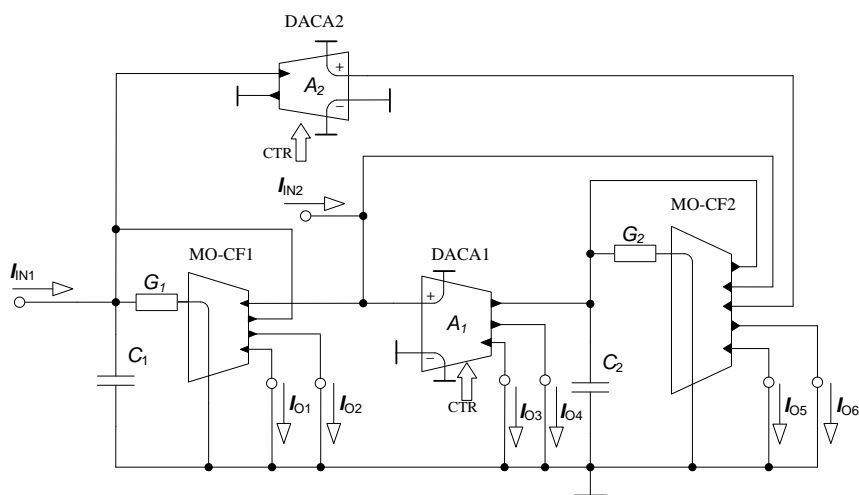 DACA2
+
A2
−
CTR
IIN2
MO-CF2
IIN1
MO-CF1
G2
G1
DACA1
+
A1
−
C1
C2
CTR
IO1
IO2
IO3
IO4
IO5
IO6